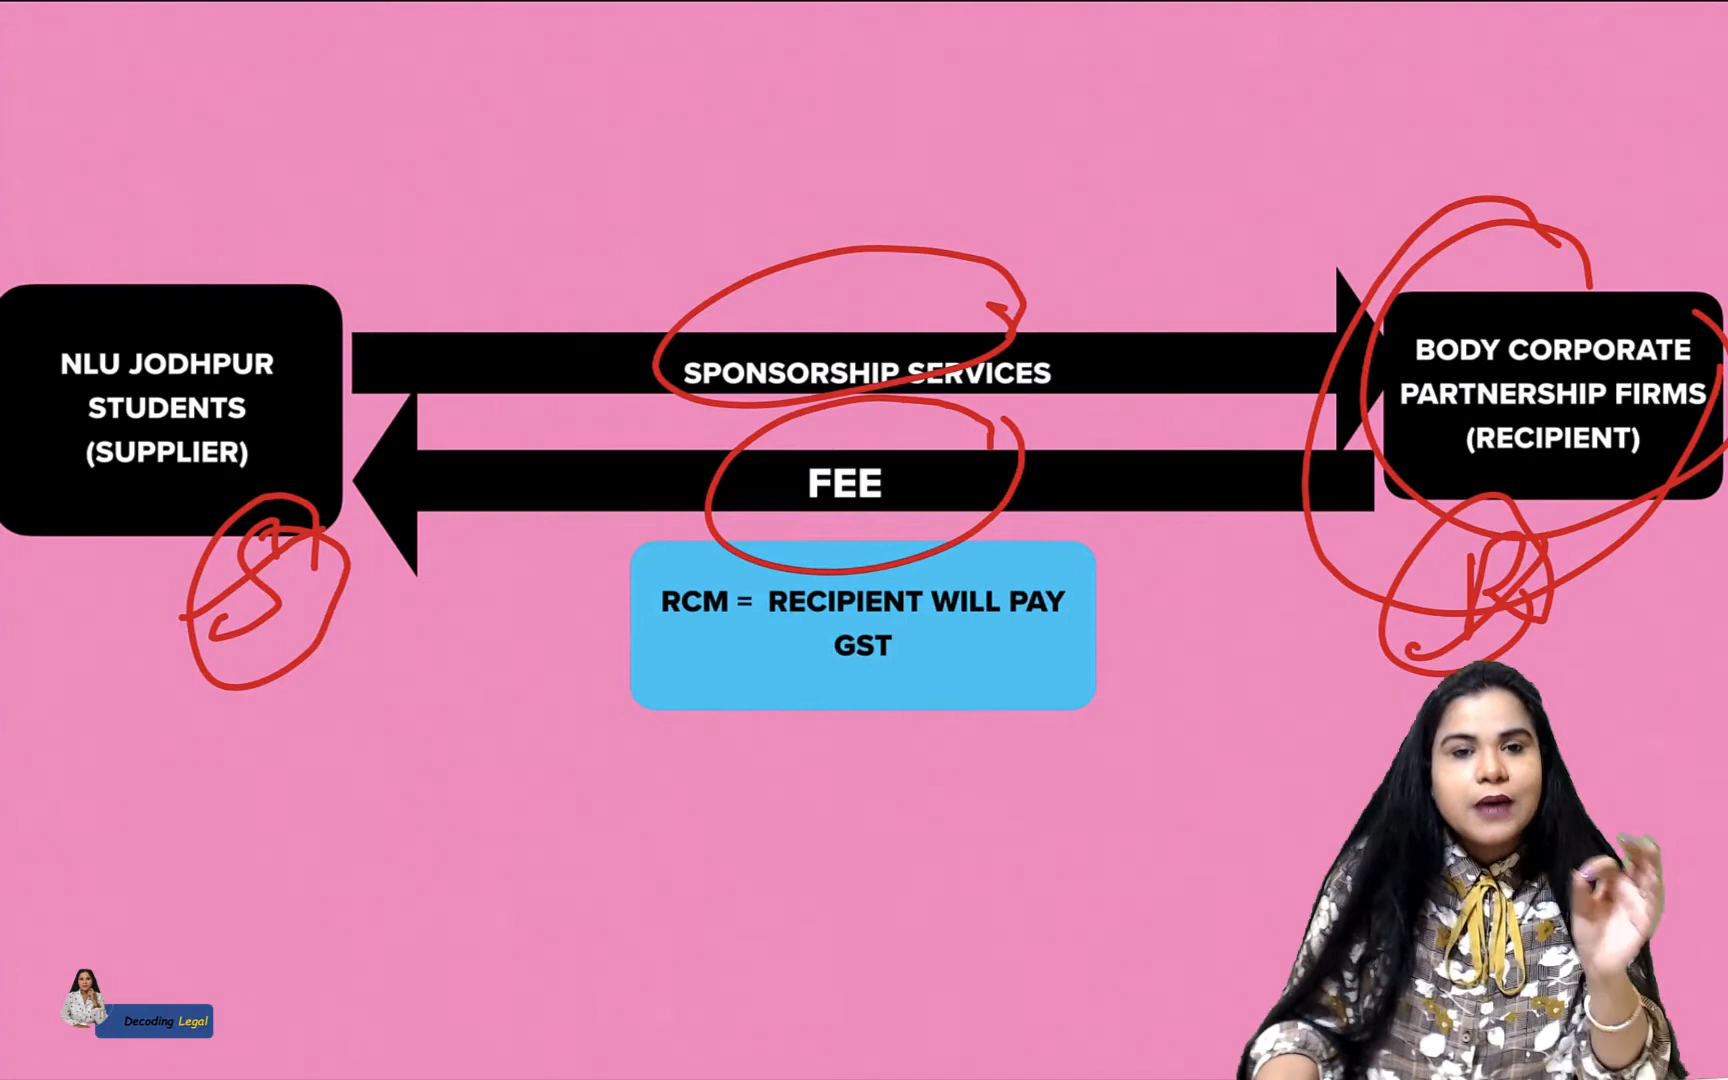 NLU JODHPUR
STUDENTS
(SUPPLIER)
SPONSORSHIP SERVICES
FEE
BODY CORPORATE
PARTNERSHIP FIRMS
(RECIPIENT)
S
R
RCM = RECIPIENT WILL PAY
GST
Decoding Legal